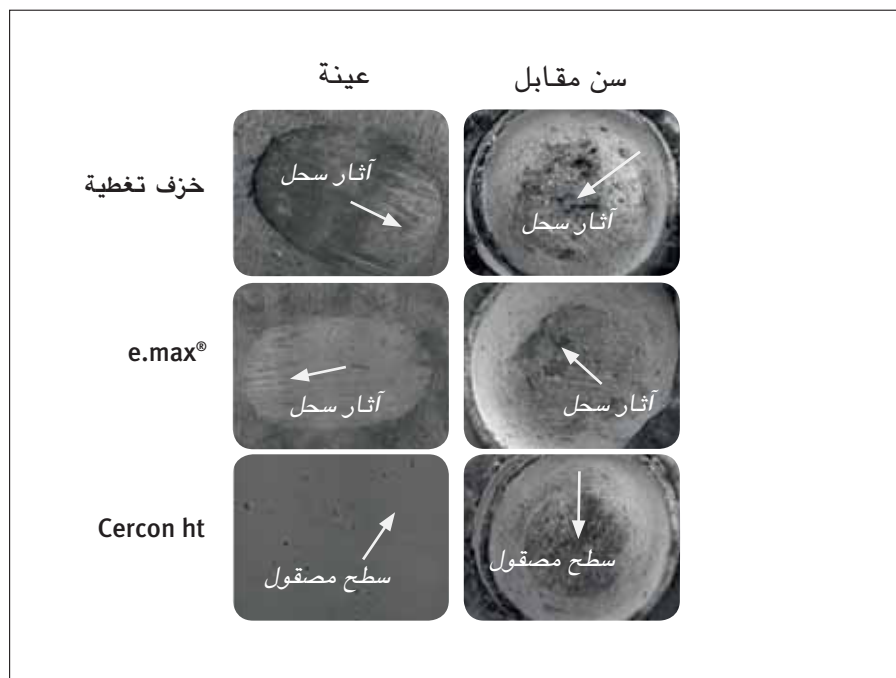 سن مقابل
عينة
خزف تغطية
آثار سحل
آثار سحل
e.max®
آثار سحل
آثار سحل
Cercon ht
سطح مصقول
سطح مصقول